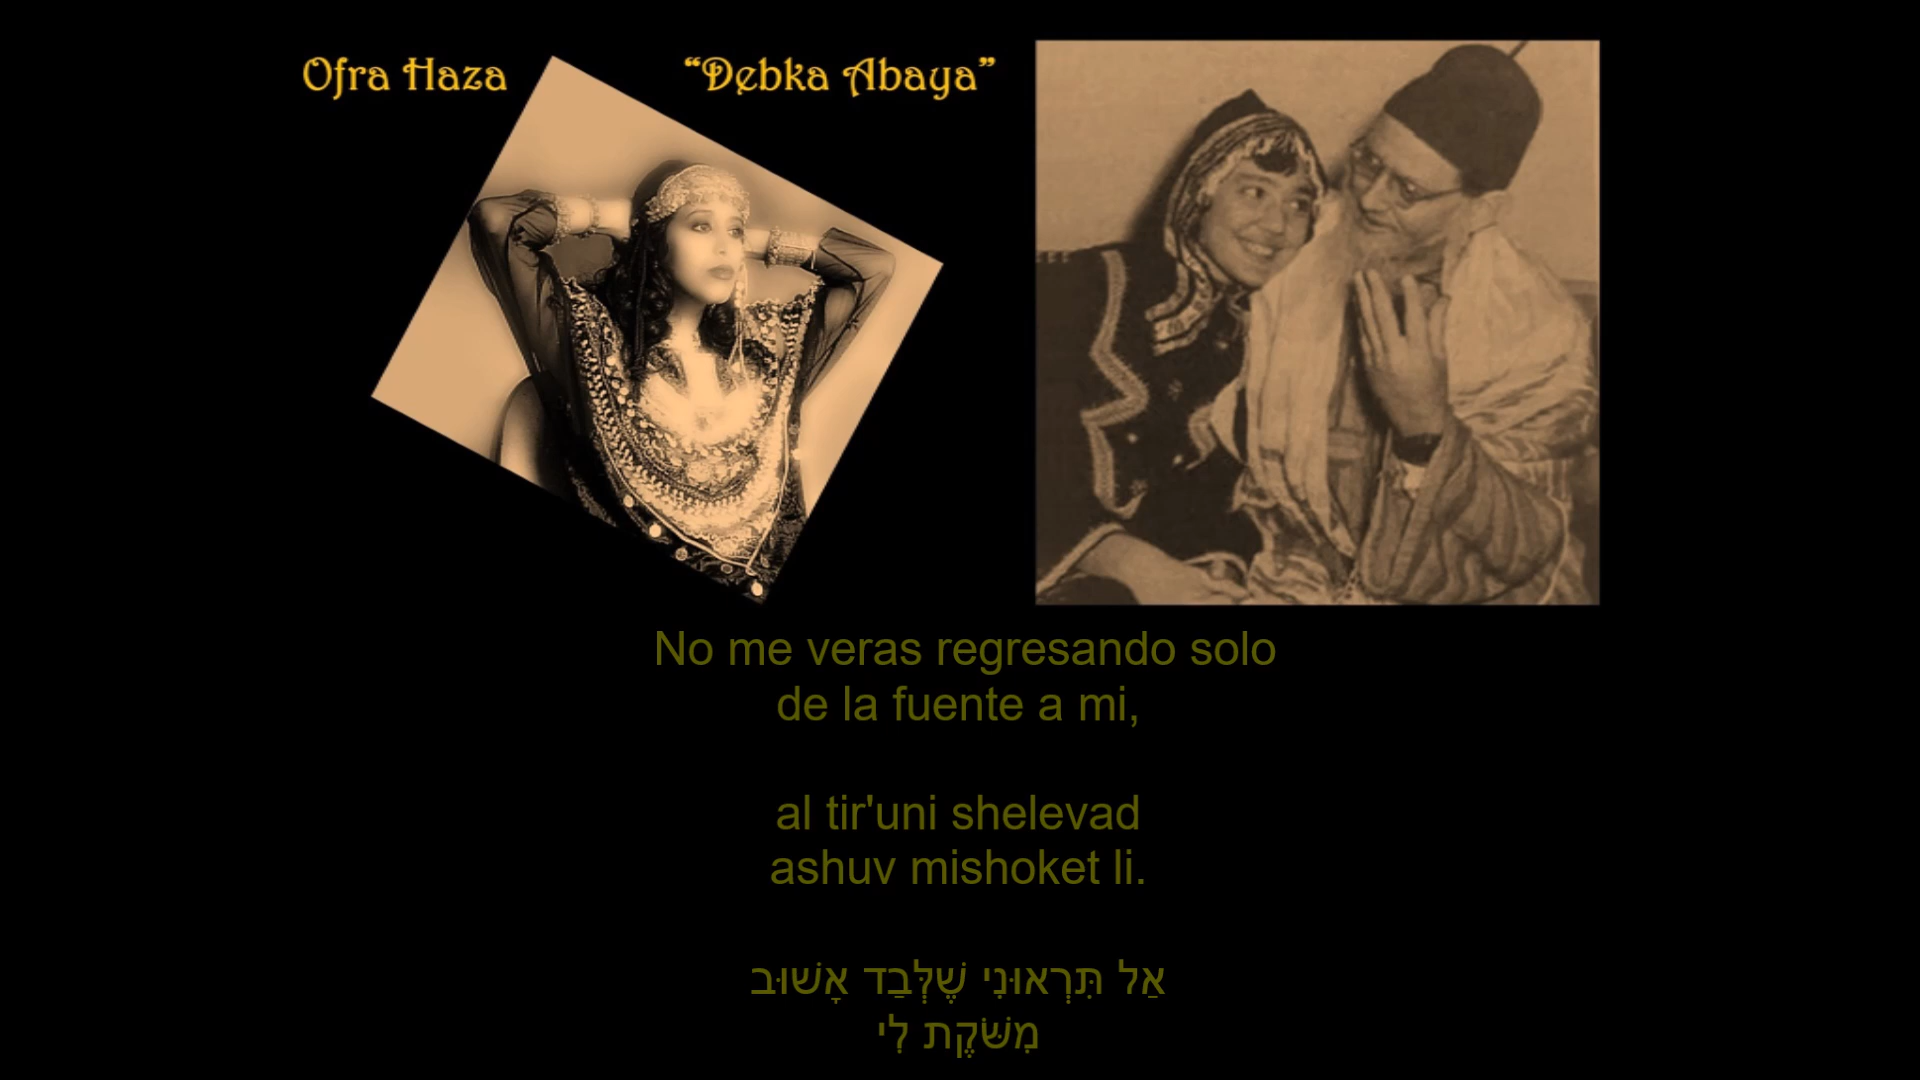 Ofra Haza
“Debka Abaya”
No me veras regresando solo
de la fuente a mi,
al tir'uni shelevad
ashuv mishoket li.
אַל תִּרְאוּנִי שֶׁלְּבַד אָשׁוּב
מִשֹּׁקֶת לִי